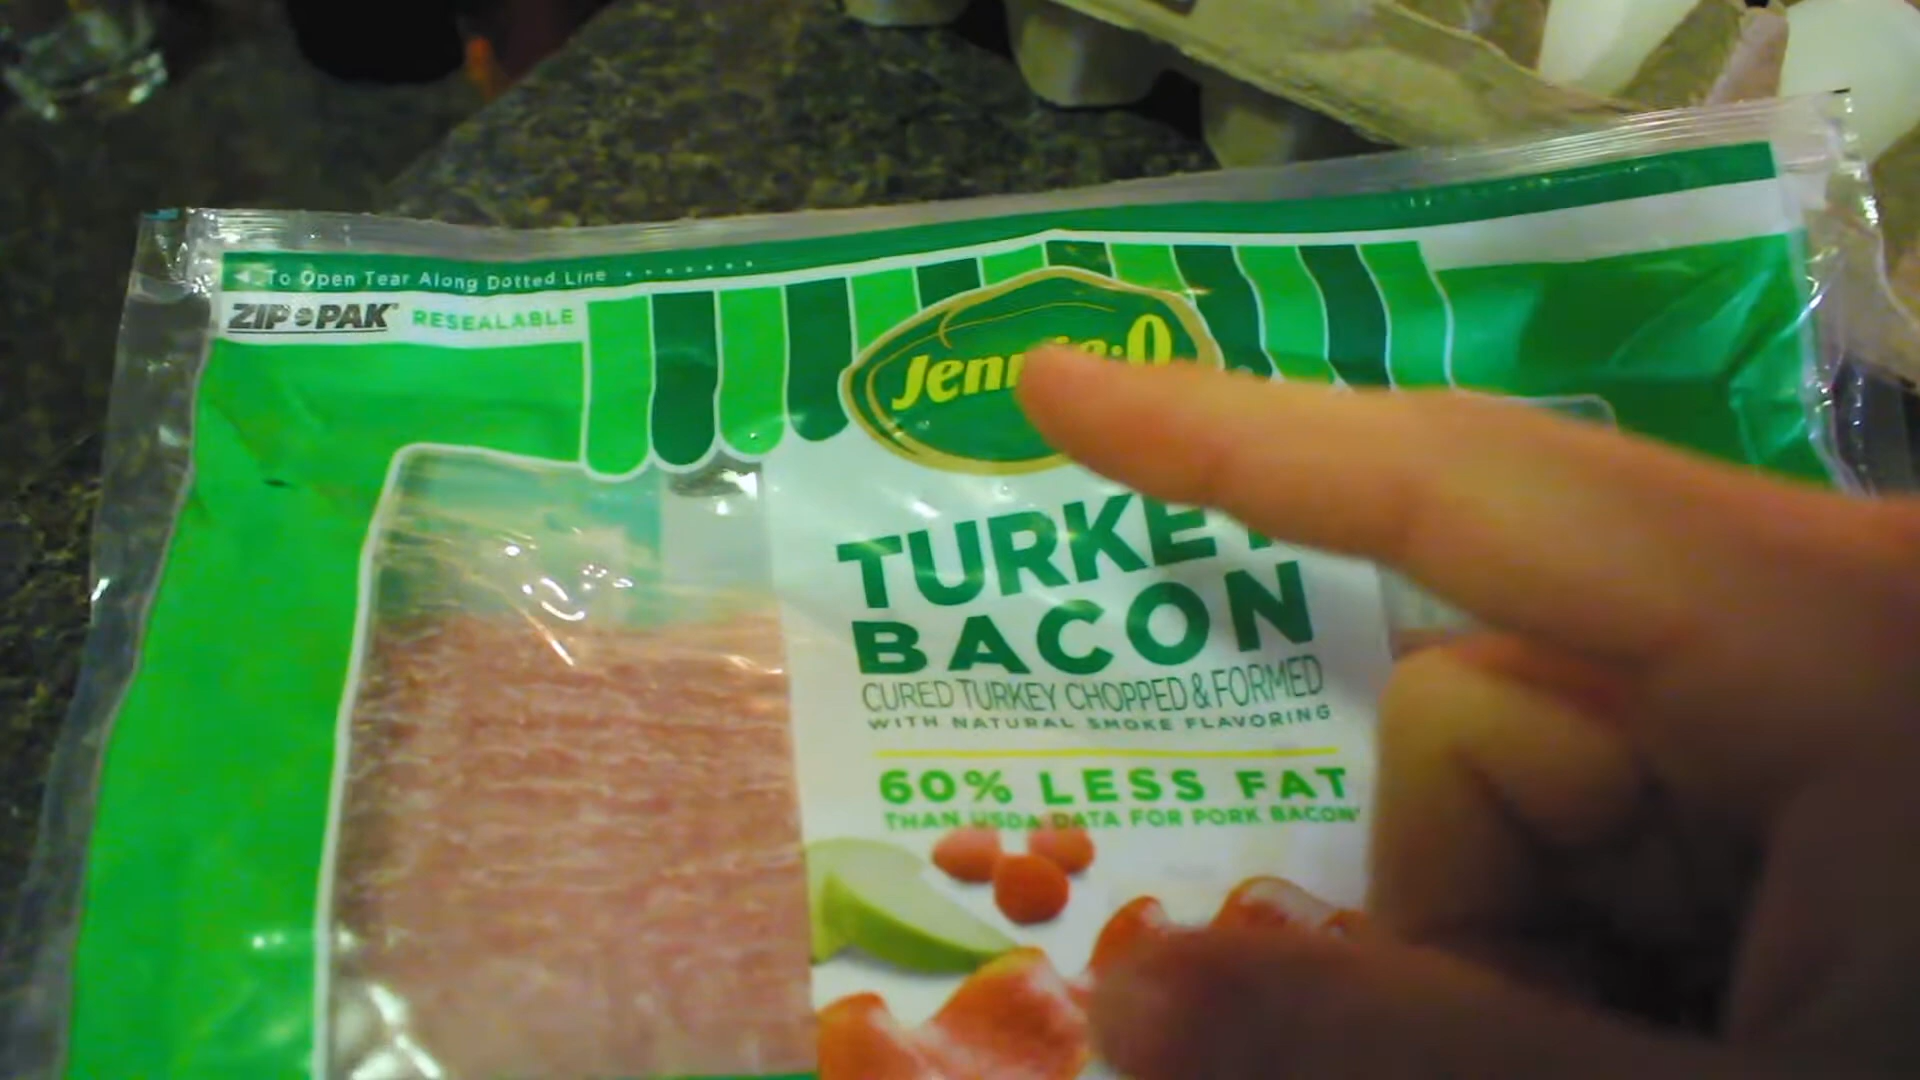 To Open Tear Along Dotted Line
ZIP PAK RESEALABLE
TURKEY
BACON
CURED TURKEY CHOPPED & FORMED
WITH NATURAL SMOKE FLAVORING
60% LESS FAT
THAN USDA DATA FOR PORK BACON